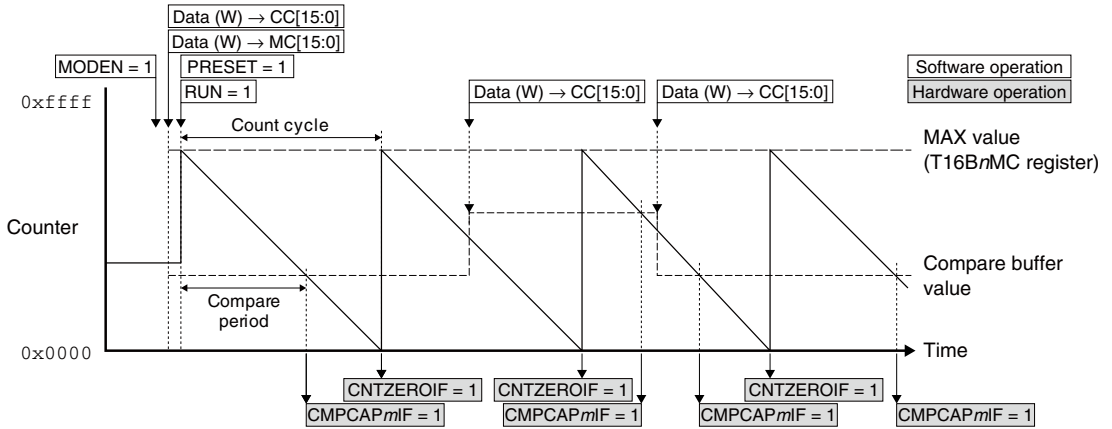 Data (W) → CC[15:0]
Data (W) → MC[15:0]
MODEN = 1
PRESET = 1
RUN = 1
Data (W) → CC[15:0]
Data (W) → CC[15:0]
Software operation
Hardware operation
0xffff
Count cycle
MAX value
(T16BnMC register)
Counter
Compare buffer
value
Compare
period
0x0000
Time
CNTZEROIF = 1
CNTZEROIF = 1
CNTZEROIF = 1
CMPCAPmIF = 1
CMPCAPmIF = 1
CMPCAPmIF = 1
CMPCAPmIF = 1